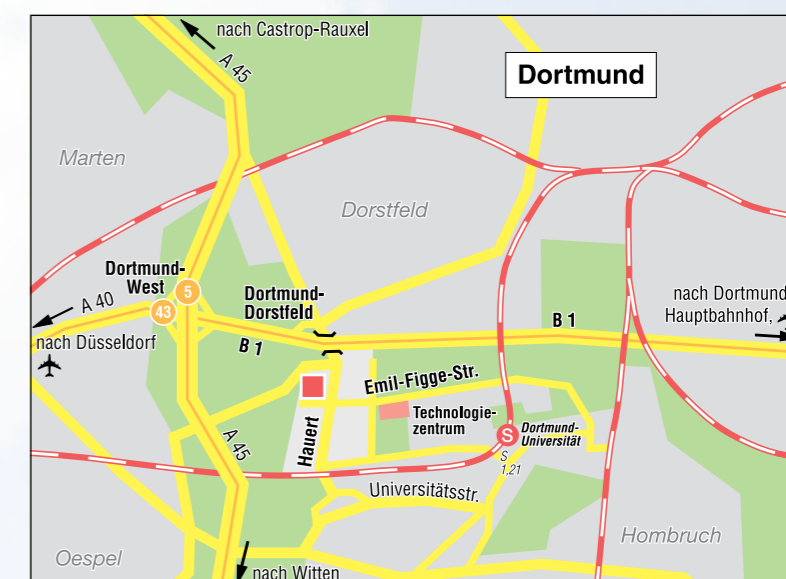 nach Castrop-Rauxel
A 45
Dortmund
Marten
Dorstfeld
Dortmund-
West
5
43
A 40
nach Düsseldorf
Dortmund-
Dorstfeld
B 1
B 1
nach Dortmund
Hauptbahnhof,
Emil-Figge-Str.
Technologie-
zentrum
Hauert
A 45
S
Dortmund-
Universität
S
1,21
Universitätsstr.
Hombruch
Oespel
nach Witten